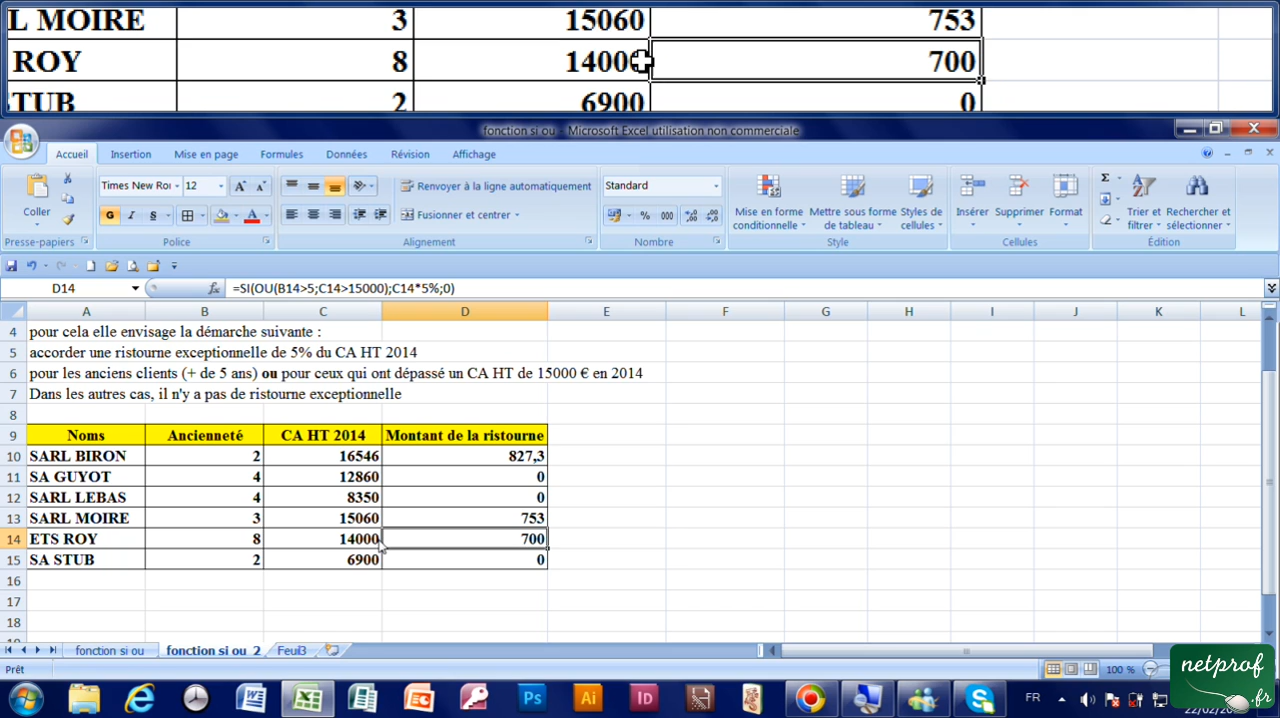 L MOIRE 3 15060 753
ROY 8 14000 700
STUB 2 6900 0
fonction si ou - Microsoft Excel utilisation non commerciale
Accueil Insertion Mise en page Formules Données Révision Affichage
Times New Ro 12 Renvoyer à la ligne automatiquement Standard
Coller G I S A Fusionner et centrer % 000
Mise en forme conditionnelle Mettre sous forme de tableau Styles de cellules Insérer Supprimer Format Trier et filtrer Rechercher et sélectionner
Presse-papiers Police Alignement Nombre Style Cellules Édition
D14 fx =SI(OU(B14>5;C14>15000);C14*5%;0)
A B C D E F G H I J K L
4 pour cela elle envisage la démarche suivante :
5 accorder une ristourne exceptionnelle de 5% du CA HT 2014
6 pour les anciens clients (+ de 5 ans) ou pour ceux qui ont dépassé un CA HT de 15000 € en 2014
7 Dans les autres cas, il n'y a pas de ristourne exceptionnelle
8
9 Noms Ancienneté CA HT 2014 Montant de la ristourne
10 SARL BIRON 2 16546 827,3
11 SA GUYOT 4 12860 0
12 SARL LEBAS 4 8350 0
13 SARL MOIRE 3 15060 753
14 ETS ROY 8 14000 700
15 SA STUB 2 6900 0
16
17
18
fonction si ou fonction si ou 2 Feuil3
Prêt 100 %
netprof
.fr
Ps Ai ID FR
22/02/